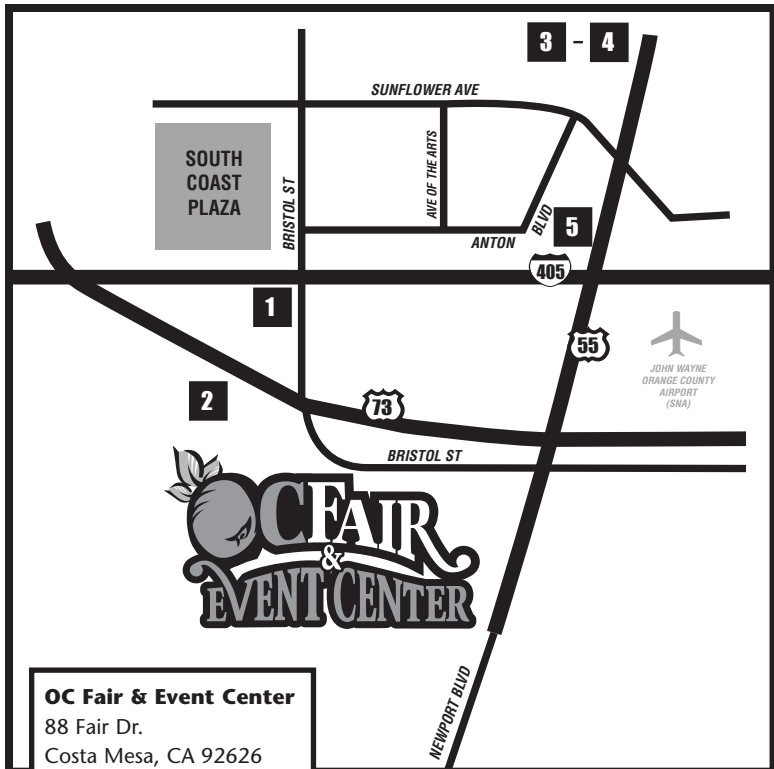 3 - 4
SUNFLOWER AVE
SOUTH
COAST
PLAZA
BRISTOL ST
AVE OF THE ARTS
ANTON
BLVD
5
405
1
55
JOHN WAYNE
ORANGE COUNTY
AIRPORT
(SNA)
2
73
BRISTOL ST
OC FAIR
&
EVENT CENTER
NEWPORT BLVD
OC Fair & Event Center
88 Fair Dr.
Costa Mesa, CA 92626